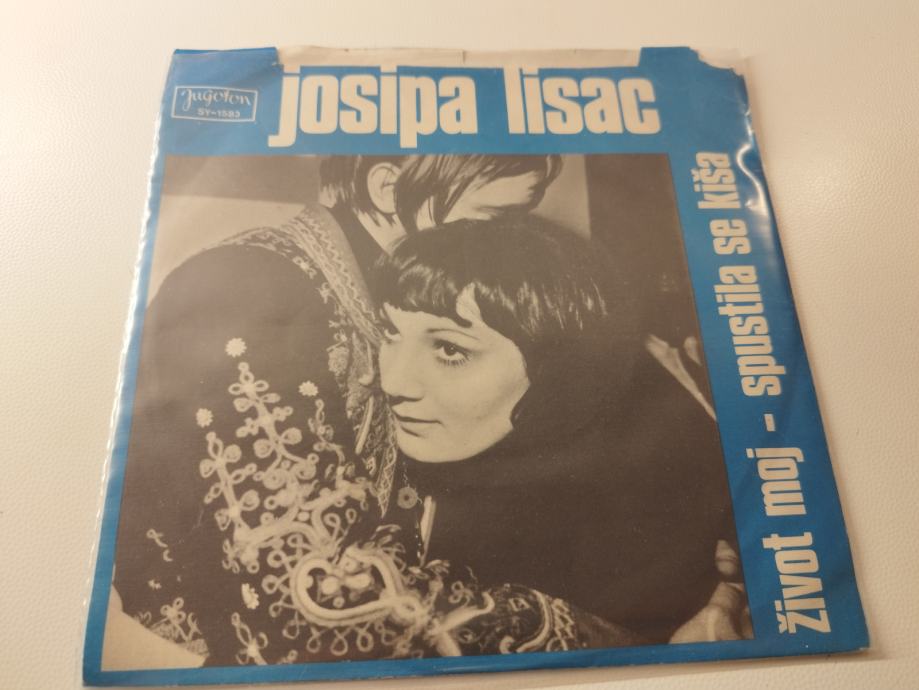 Jugoton
SY-1583
josipa lisac
život moj - spustila se kiša